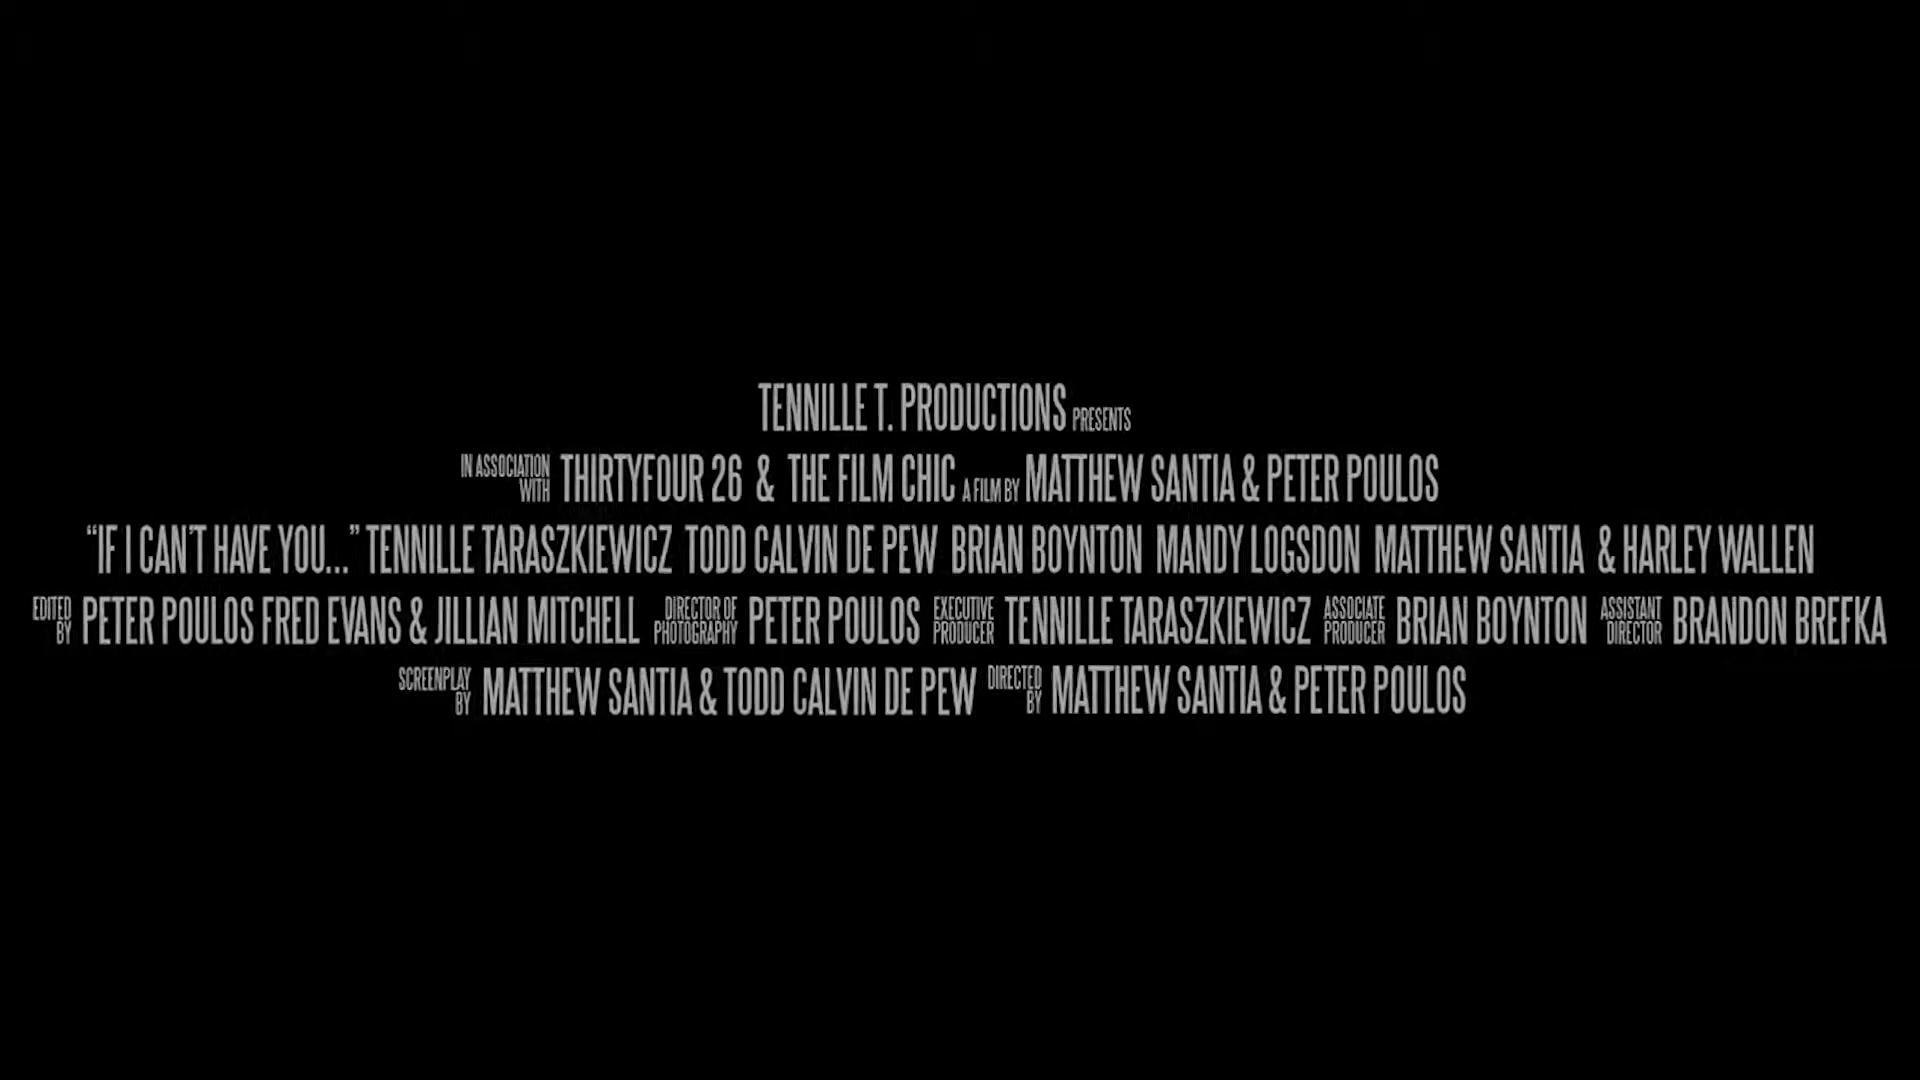 TENNILLE T. PRODUCTIONS PRESENTS
IN ASSOCIATION WITH THIRTYFOUR 26 & THE FILM CHIC A FILM BY MATTHEW SANTIA & PETER POULOS
“IF I CAN’T HAVE YOU...” TENNILLE TARASZKIEWICZ TODD CALVIN DE PEW BRIAN BOYNTON MANDY LOGSDON MATTHEW SANTIA & HARLEY WALLEN
EDITED BY PETER POULOS FRED EVANS & JILLIAN MITCHELL DIRECTOR OF PHOTOGRAPHY PETER POULOS EXECUTIVE PRODUCER TENNILLE TARASZKIEWICZ ASSOCIATE PRODUCER BRIAN BOYNTON ASSISTANT DIRECTOR BRANDON BREFKA
SCREENPLAY BY MATTHEW SANTIA & TODD CALVIN DE PEW DIRECTED BY MATTHEW SANTIA & PETER POULOS